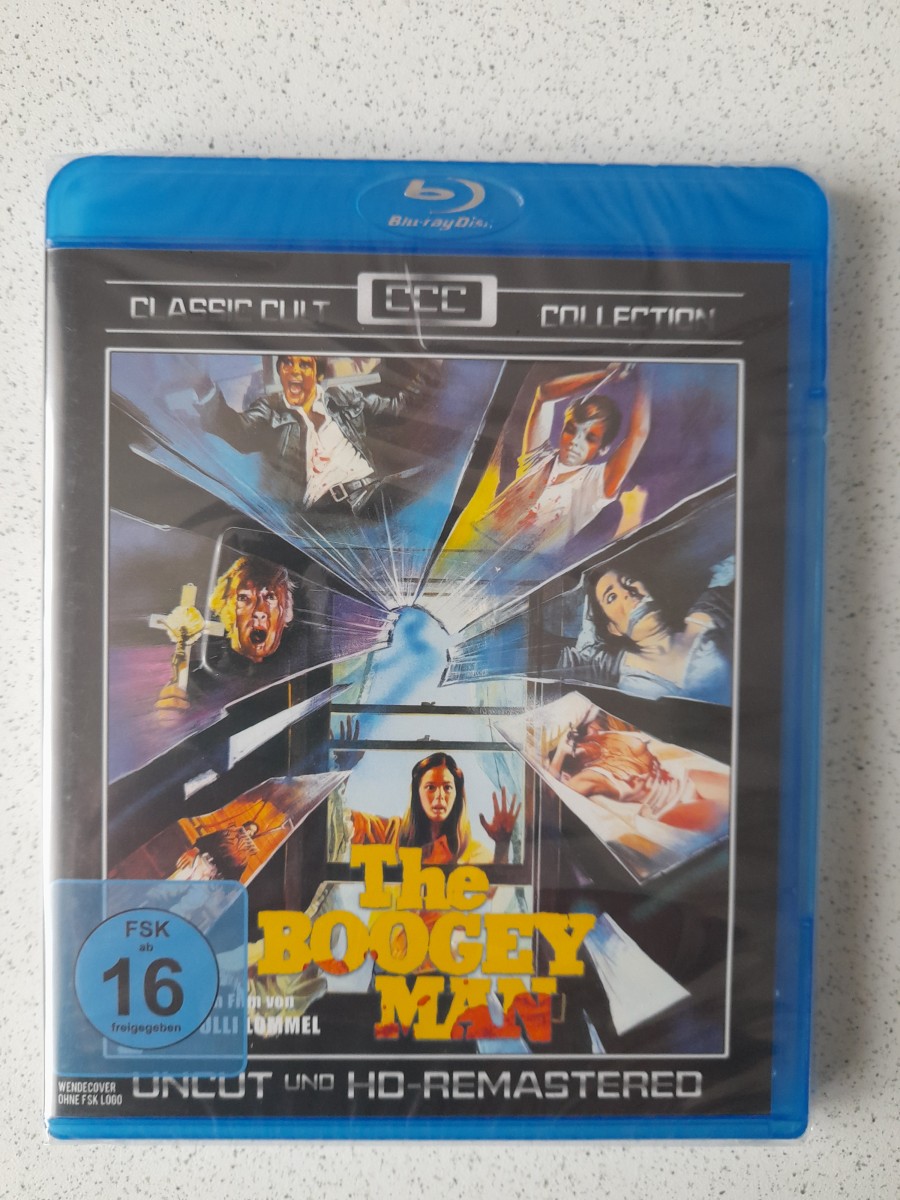 Blu-ray Disc
CLASSIC CULT CCC COLLECTION
The
BOOGEY
MAN
FSK
ab
16
freigegeben
Film von
ULLI LOMMEL
WENDECOVER
OHNE FSK LOGO
UNCUT UND HD-REMASTERED